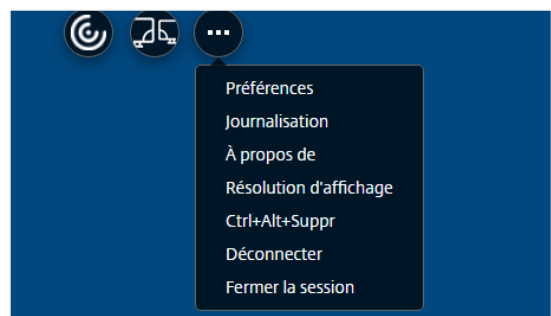 Préférences
Journalisation
À propos de
Résolution d'affichage
Ctrl+Alt+Suppr
Déconnecter
Fermer la session